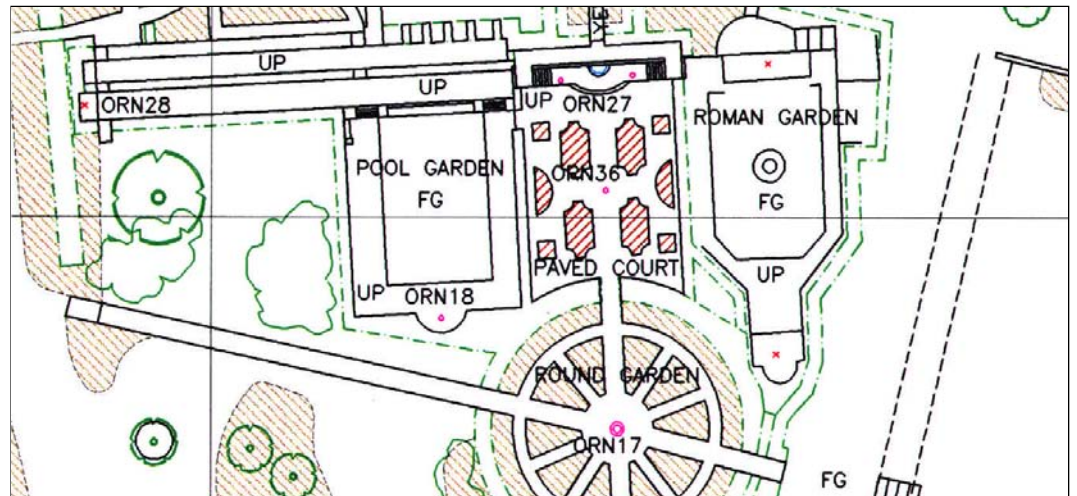 UP
UP
ORN28
UP
ORN27
ROMAN GARDEN
POOL GARDEN
FG
ORN36
FG
PAVED COURT
UP
UP
ORN18
ROUND GARDEN
ORN17
FG